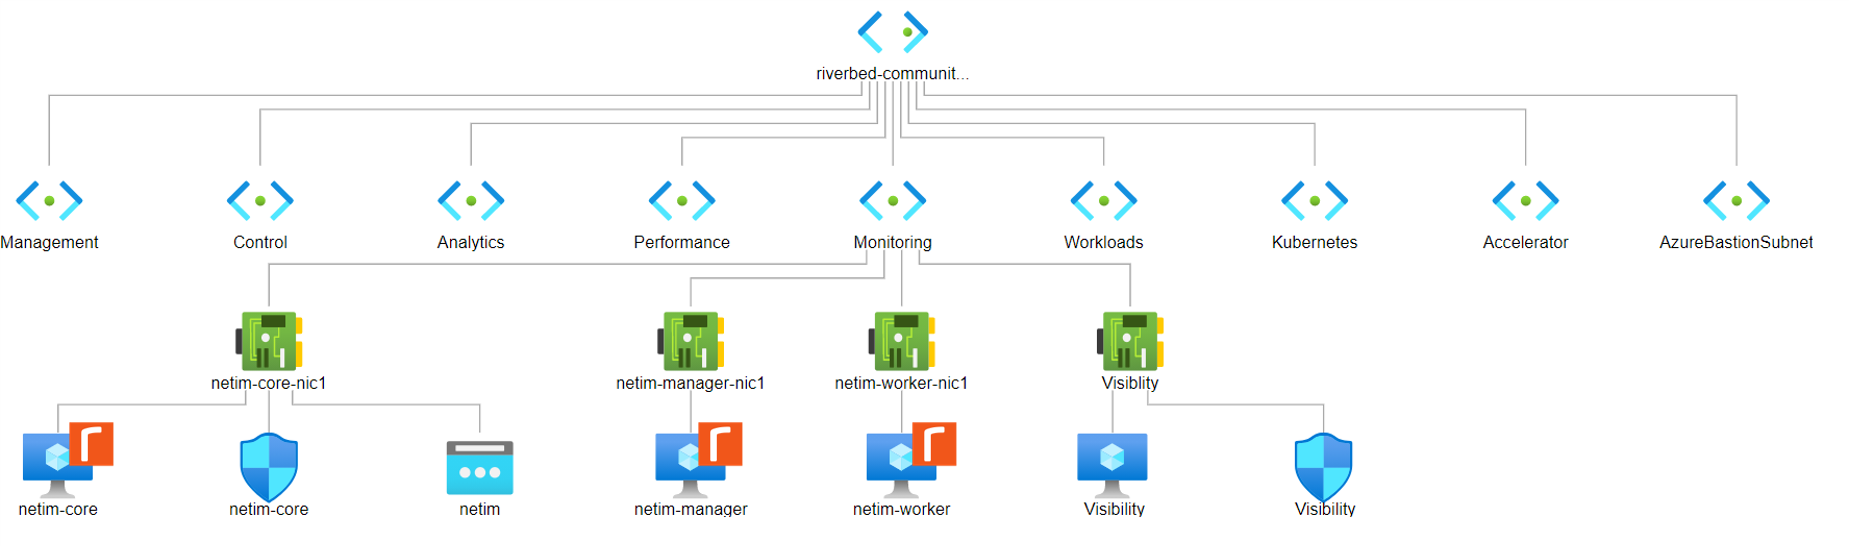 riverbed-communit...
Management
Control
Analytics
Performance
Monitoring
Workloads
Kubernetes
Accelerator
AzureBastionSubnet
netim-core-nic1
netim-manager-nic1
netim-worker-nic1
Visiblity
netim-core
netim-core
netim
netim-manager
netim-worker
Visibility
Visibility